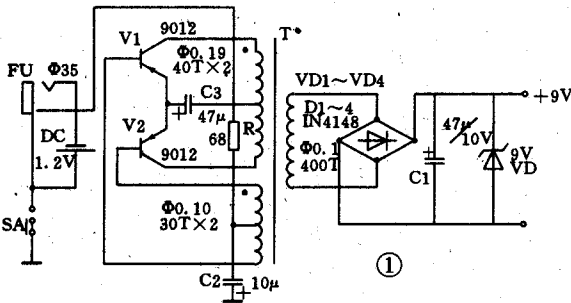 9012
V1
T*
Φ0.19
40T×2
FU
Φ35
C3
+
47μ
VD1～VD4
D1～4
IN4148
+9V
DC
1.2V
V2
68
R
9012
Φ0.1
400T
47μ
10V
+
C1
9V
VD
Φ0.10
30T×2
SA
C2
+
10μ
①